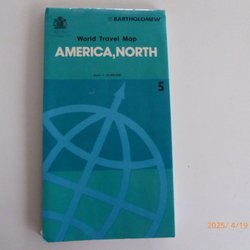 BARTHOLOMEW
World Travel Map
AMERICA, NORTH
5
2025/4/19